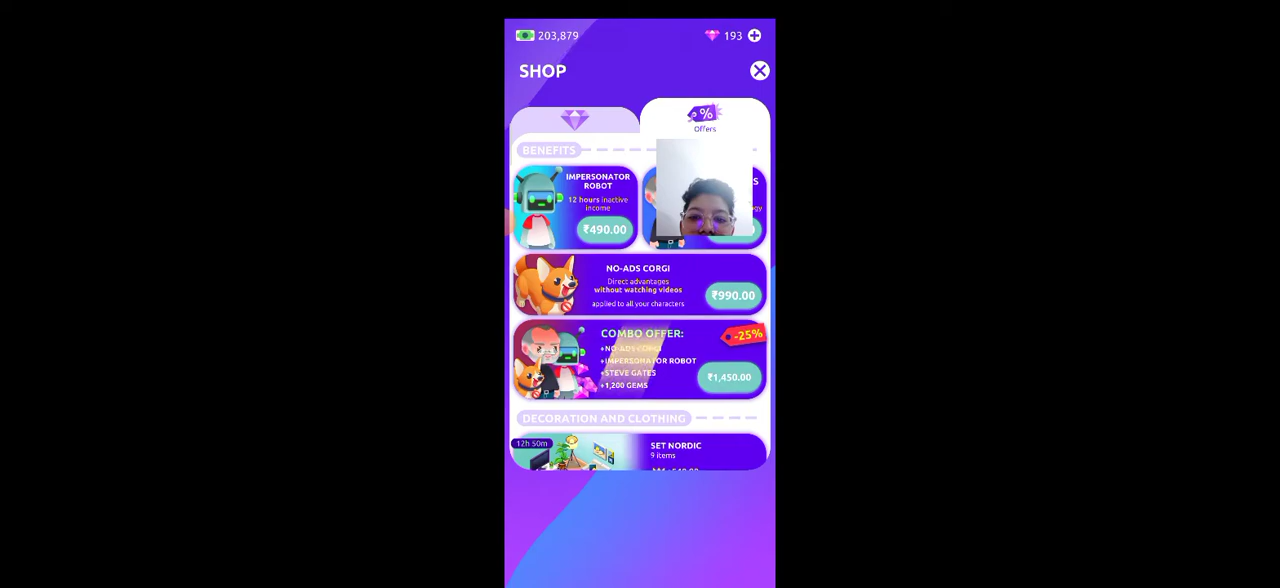 203,879
193
SHOP
%
Offers
BENEFITS
IMPERSONATOR
ROBOT
12 hours inactive
income
₹490.00
NO-ADS CORGI
Direct advantages
without watching videos
applied to all your characters
₹990.00
COMBO OFFER:
-25%
+NO-ADS CORGI
+IMPERSONATOR ROBOT
+STEVE GATES
+1,200 GEMS
₹1,450.00
DECORATION AND CLOTHING
12h 50m
SET NORDIC
9 items